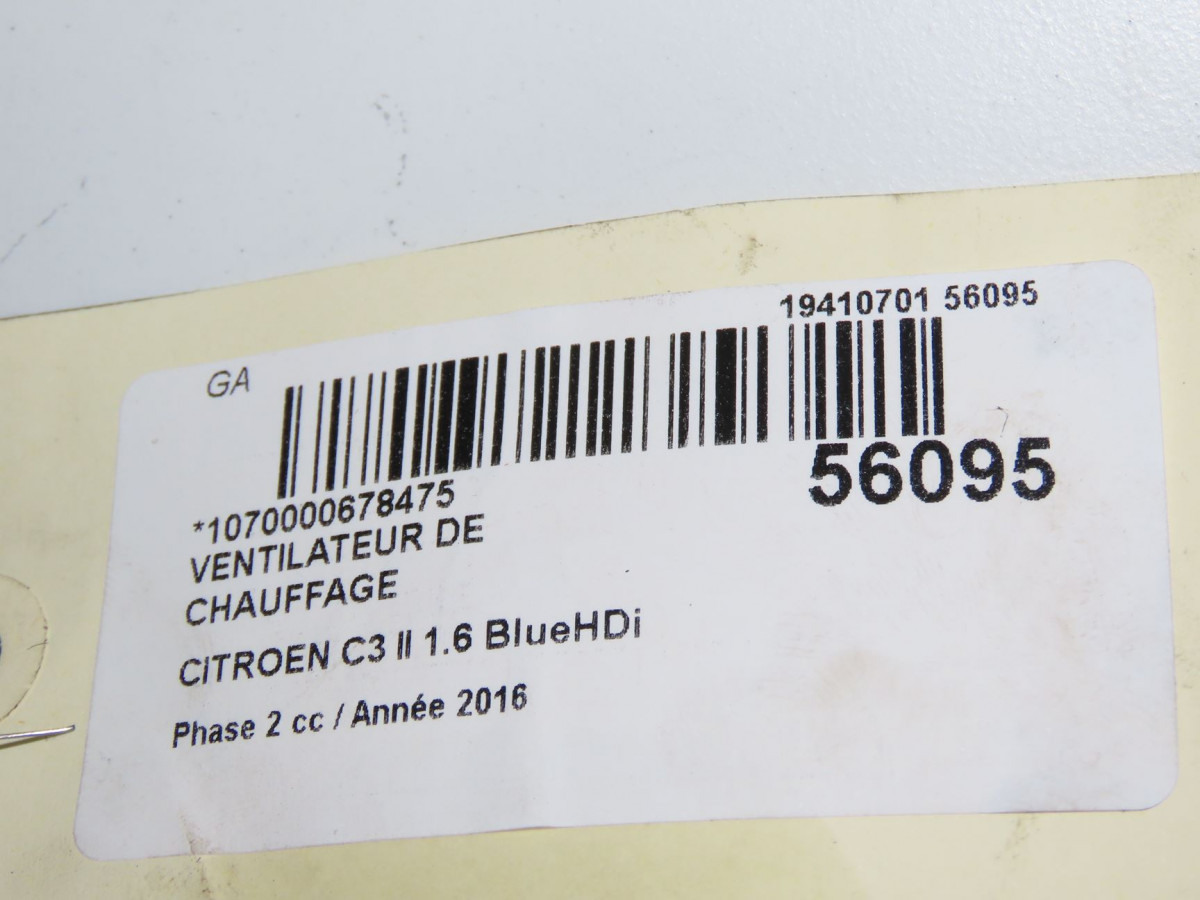 19410701 56095
GA
56095
*1070000678475
VENTILATEUR DE
CHAUFFAGE
CITROEN C3 II 1.6 BlueHDi
Phase 2 cc / Année 2016